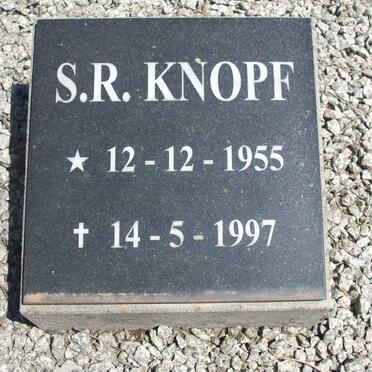 S.R. KNOPF
★ 12 - 12 - 1955
✝ 14 - 5 - 1997